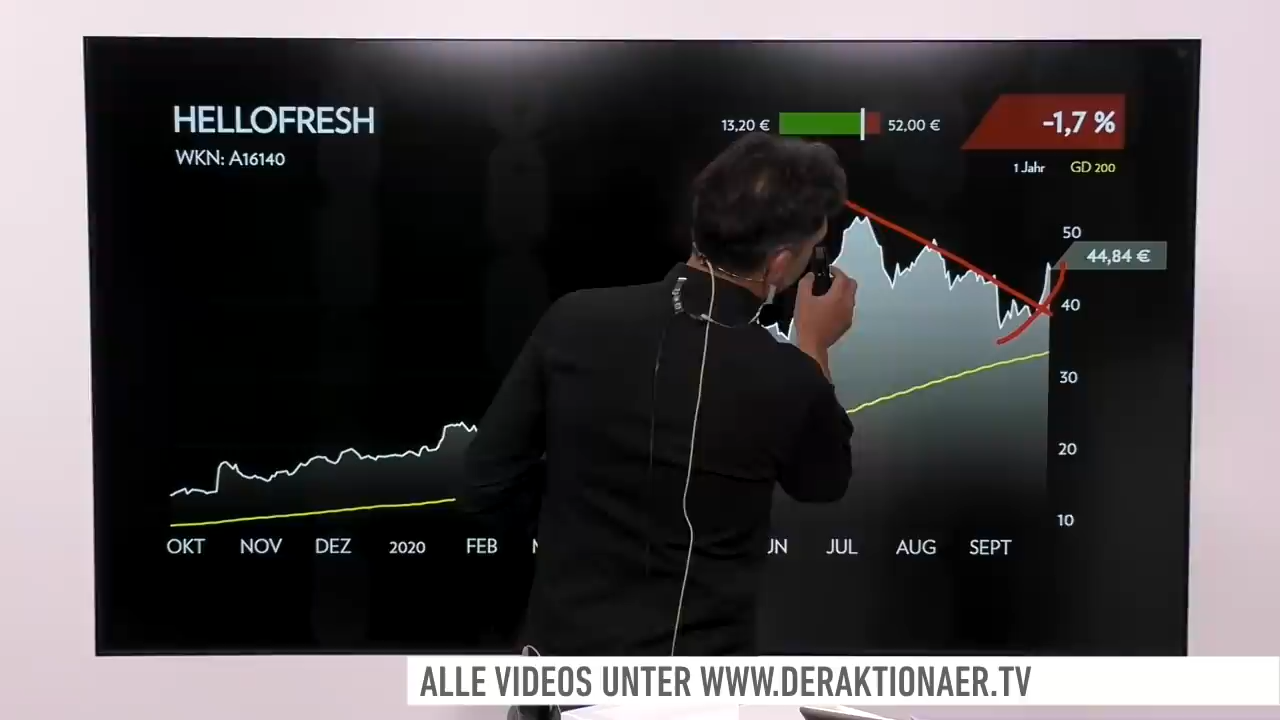 HELLOFRESH
WKN: A16140
13,20 €
52,00 €
-1,7 %
1 Jahr
GD 200
50
44,84 €
40
30
20
10
OKT NOV DEZ 2020 FEB JUL AUG SEPT
ALLE VIDEOS UNTER WWW.DERAKTIONAER.TV